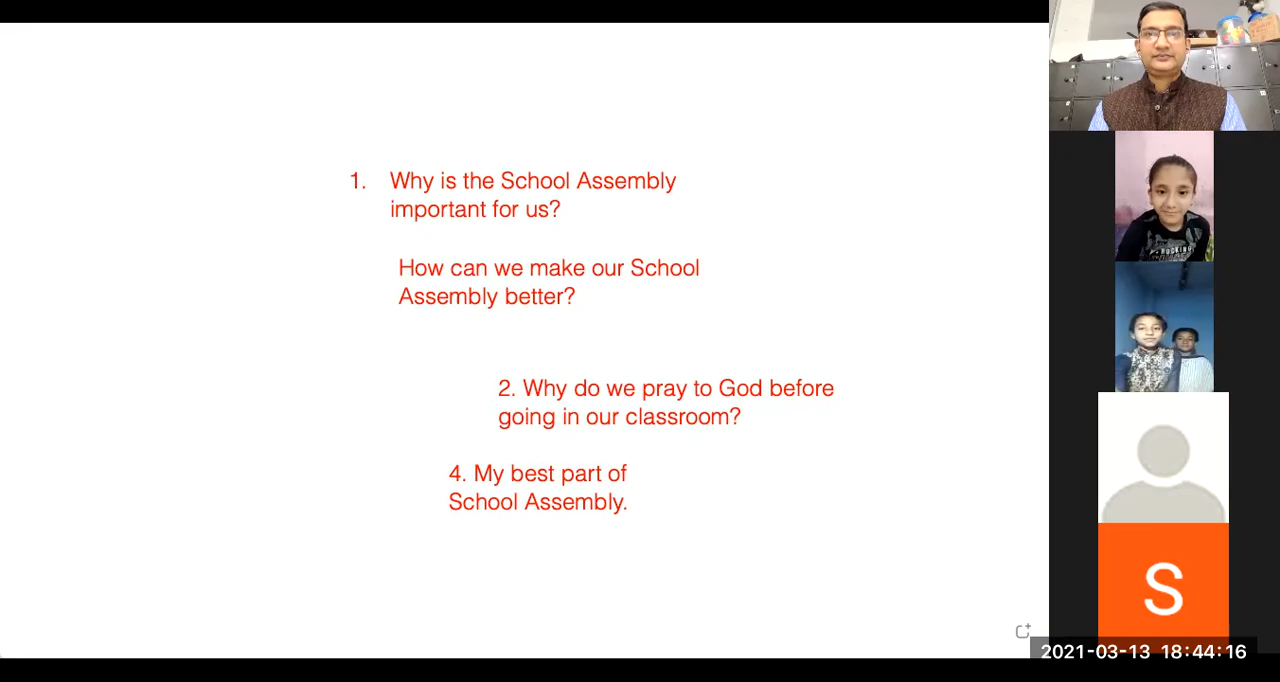 1. Why is the School Assembly
important for us?
How can we make our School
Assembly better?
2. Why do we pray to God before
going in our classroom?
4. My best part of
School Assembly.
S
2021-03-13 18:44:16